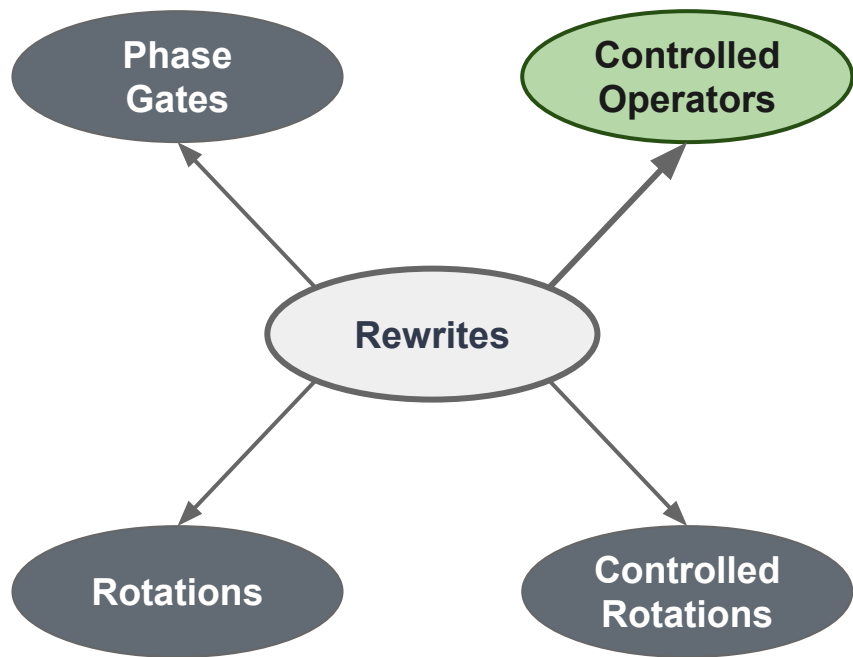 Phase
Gates
Controlled
Operators
Rewrites
Rotations
Controlled
Rotations